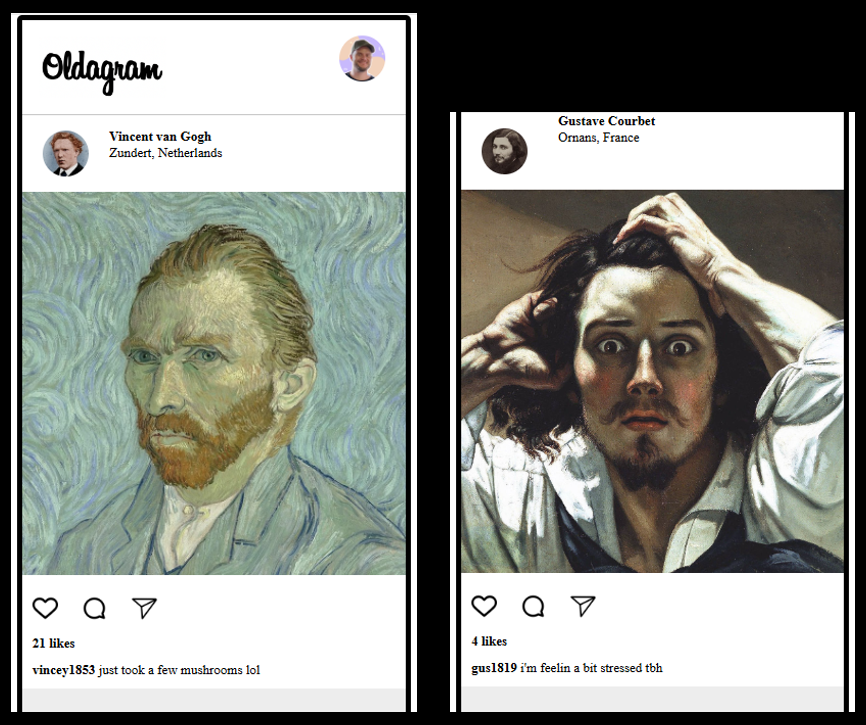 Oldagram
Vincent van Gogh
Zundert, Netherlands
21 likes
vincey1853 just took a few mushrooms lol
Gustave Courbet
Ornans, France
4 likes
gus1819 i'm feelin a bit stressed tbh